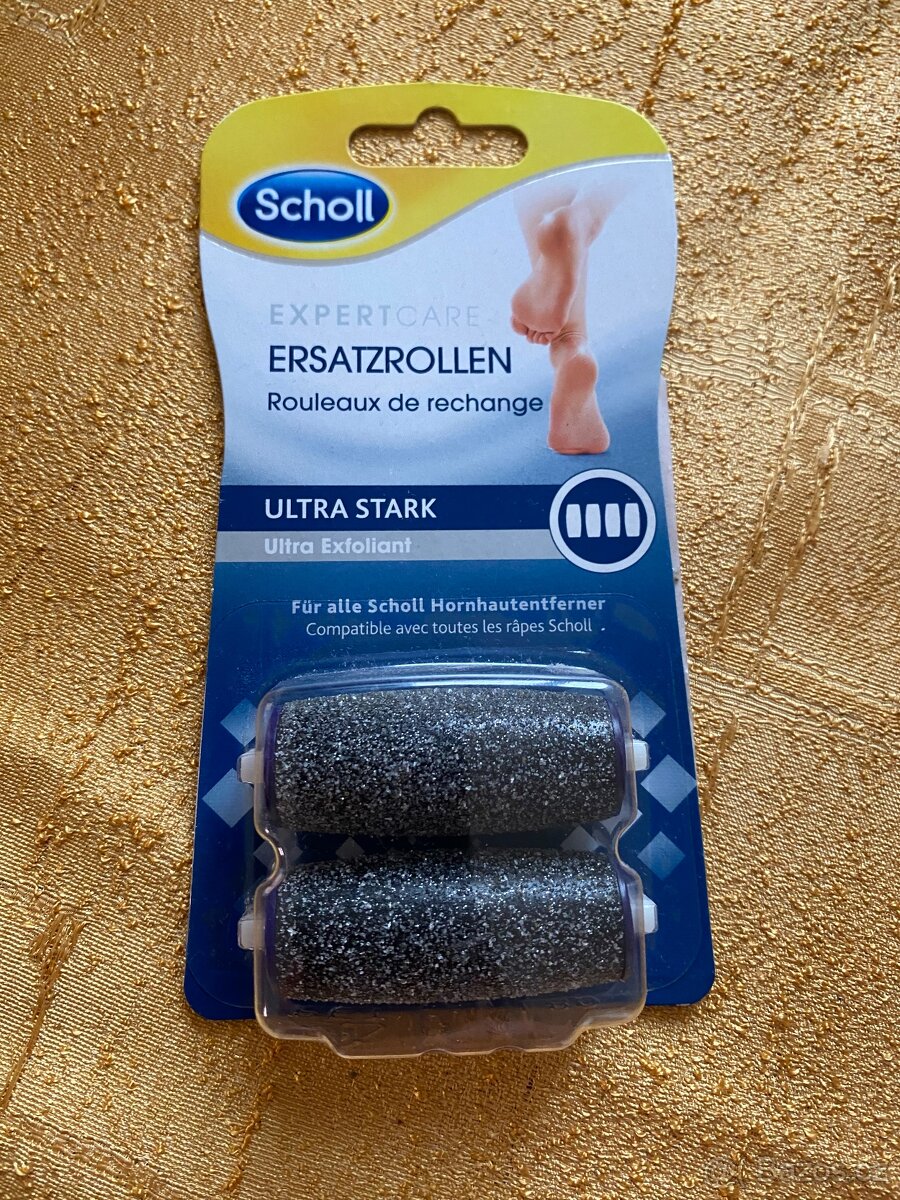 Scholl
EXPERTCARE
ERSATZROLLEN
Rouleaux de rechange
ULTRA STARK
Ultra Exfoliant
Für alle Scholl Hornhautentferner
Compatible avec toutes les râpes Scholl